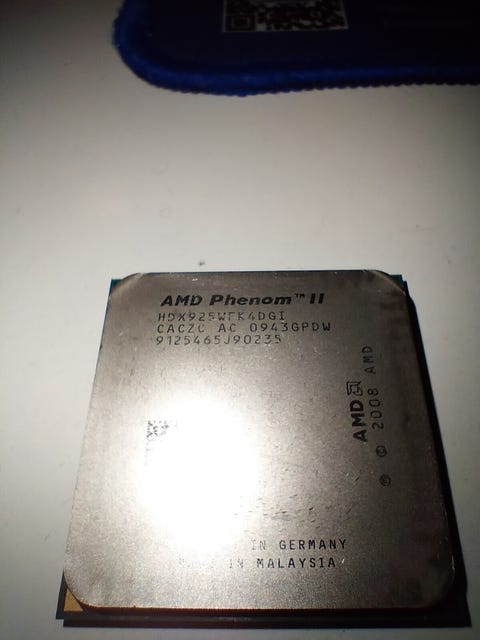 AMD Phenom™ II
HDX925WFK4DGI
CACZC AC 0943GPDW
9125465J90235
AMD
© 2008 AMD
IN GERMANY
IN MALAYSIA